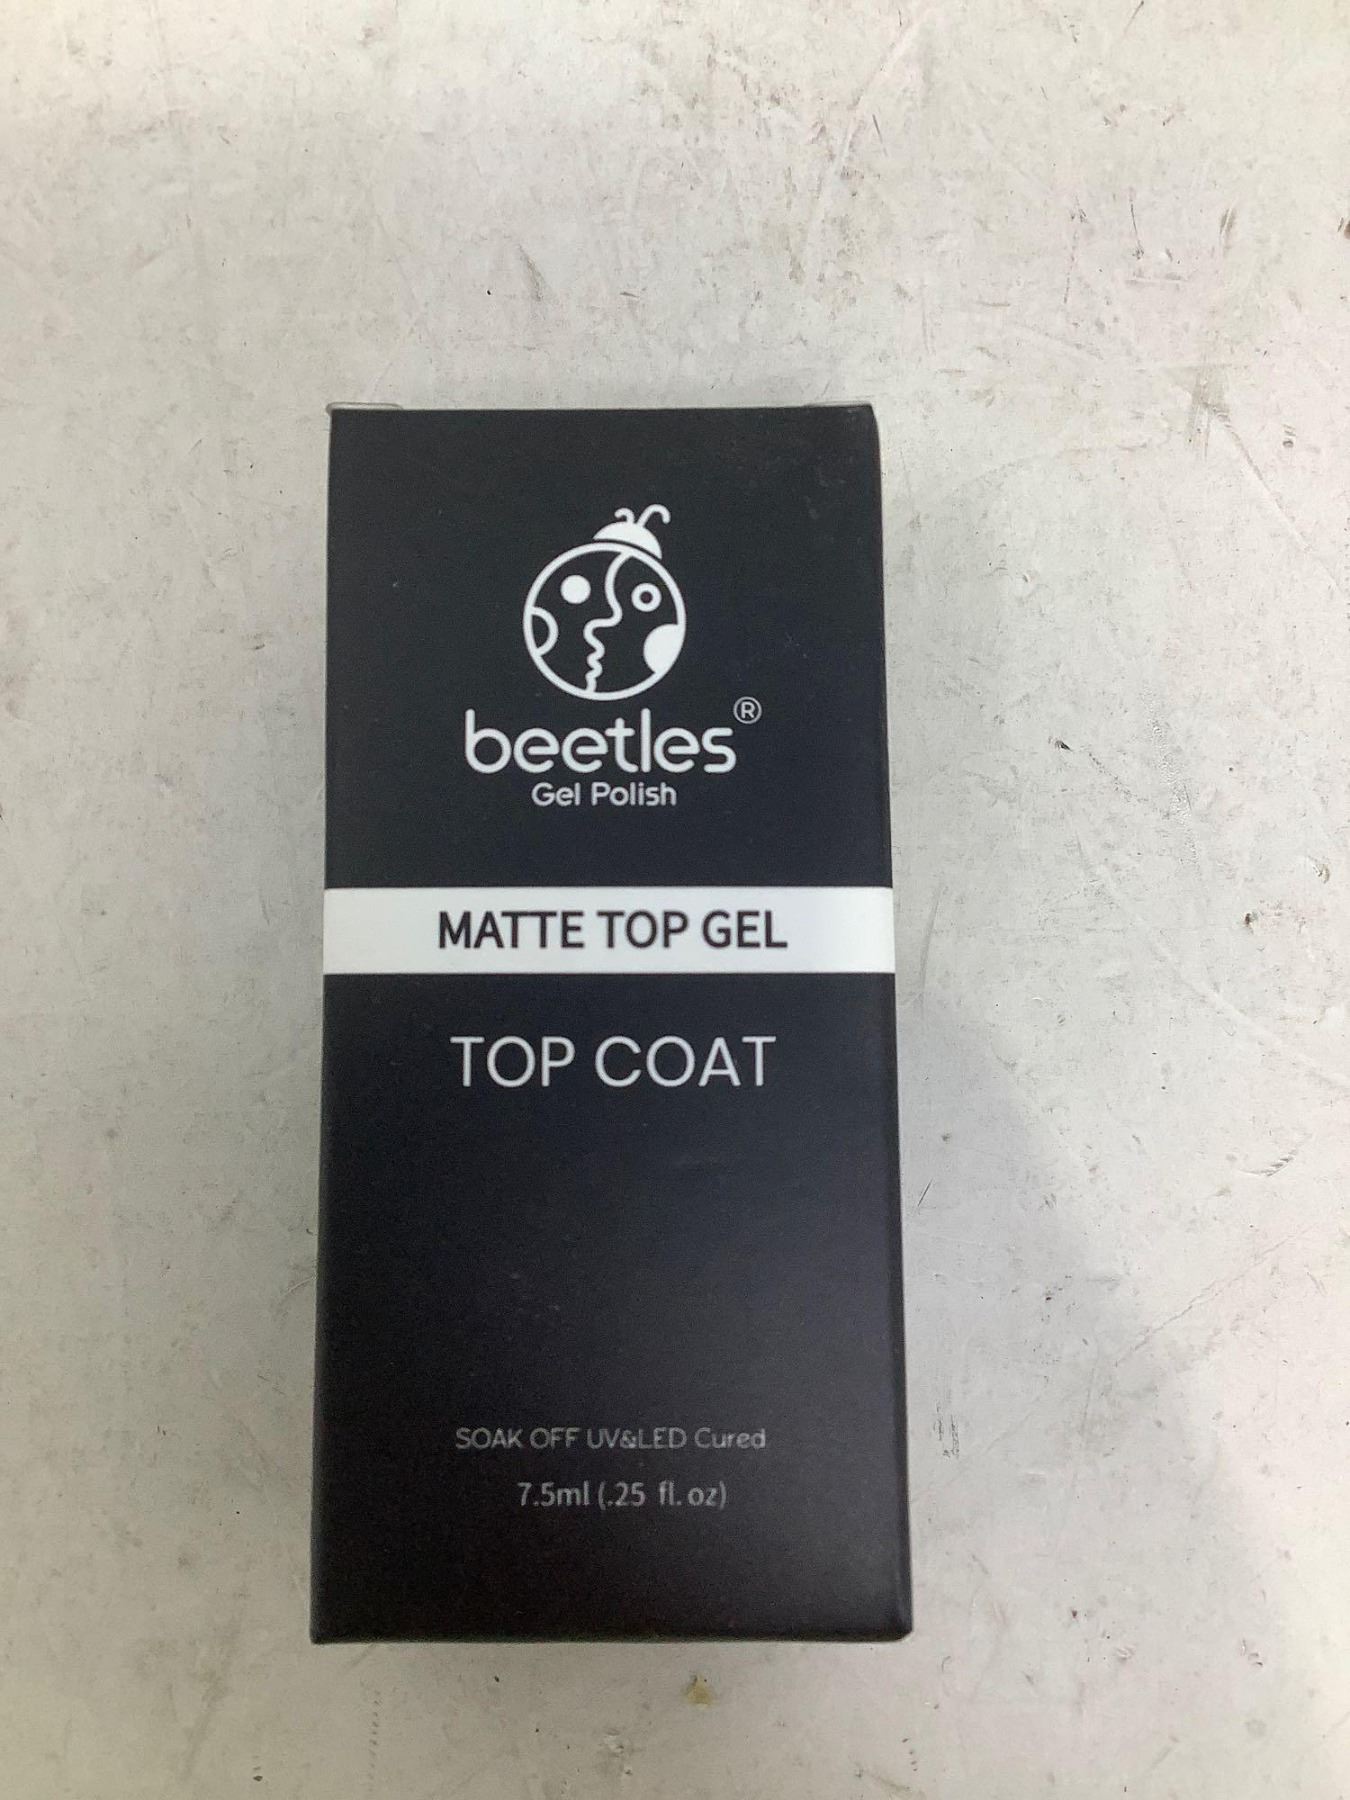 beetles®
Gel Polish
MATTE TOP GEL
TOP COAT
SOAK OFF UV&LED Cured
7.5ml (.25 fl. oz)